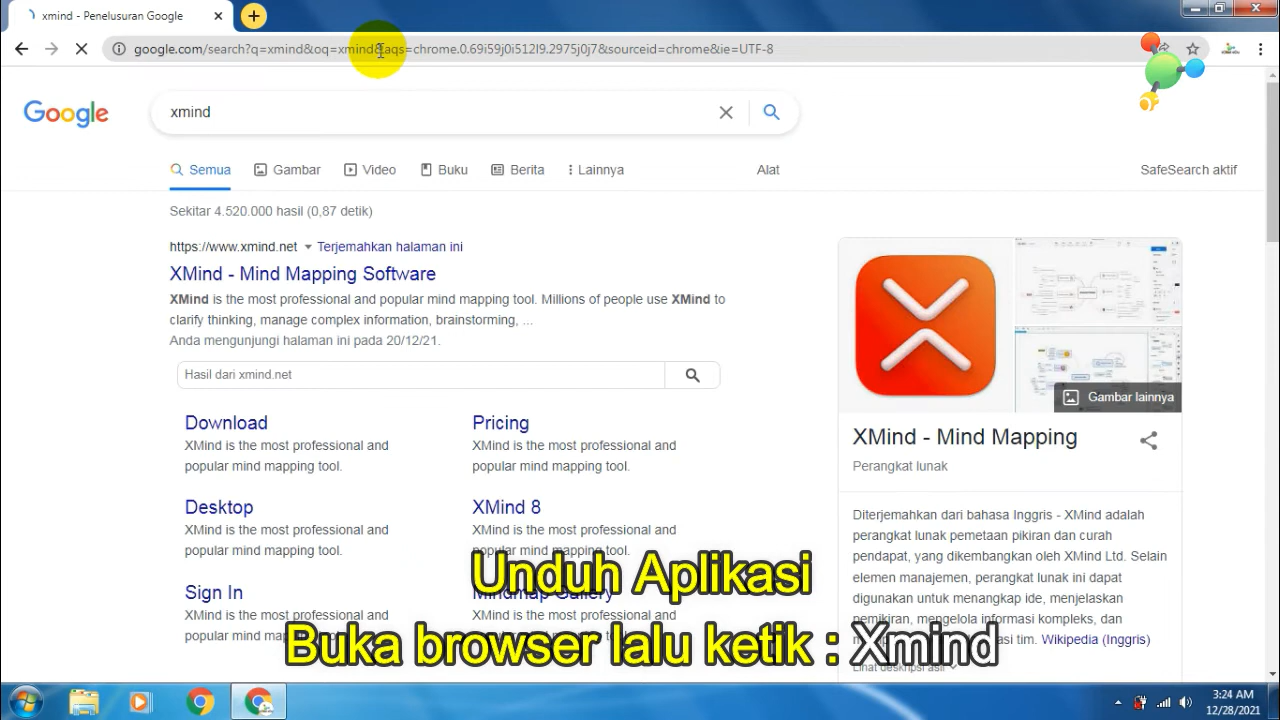 xmind - Penelusuran Google
google.com/search?q=xmind&oq=xmind&aqs=chrome.0.69i59j0i512l9.2975j0j7&sourceid=chrome&ie=UTF-8
Google
xmind
Semua
Gambar
Video
Buku
Berita
Lainnya
Alat
SafeSearch aktif
Sekitar 4.520.000 hasil (0,87 detik)
https://www.xmind.net
Terjemahkan halaman ini
XMind - Mind Mapping Software
XMind is the most professional and popular mind mapping tool. Millions of people use XMind to
clarify thinking, manage complex information, brainstorming, ...
Anda mengunjungi halaman ini pada 20/12/21.
Hasil dari xmind.net
Download
XMind is the most professional and
popular mind mapping tool.
Pricing
XMind is the most professional and
popular mind mapping tool.
Desktop
XMind is the most professional and
popular mind mapping tool.
XMind 8
XMind is the most professional and
popular mind mapping tool.
Sign In
XMind is the most professional and
popular mind
Mindmap Gallery
XMind is the most professional and
Gambar lainnya
XMind - Mind Mapping
Perangkat lunak
Diterjemahkan dari bahasa Inggris - XMind adalah
perangkat lunak pemetaan pikiran dan curah
pendapat, yang dikembangkan oleh XMind Ltd. Selain
elemen manajemen, perangkat lunak ini dapat
digunakan untuk menangkap ide, menjelaskan
pemikiran, mengelola informasi kompleks, dan
tim. Wikipedia (Inggris)
Lihat deskripsi asli
Unduh Aplikasi
Buka browser lalu ketik : Xmind
3:24 AM
12/28/2021